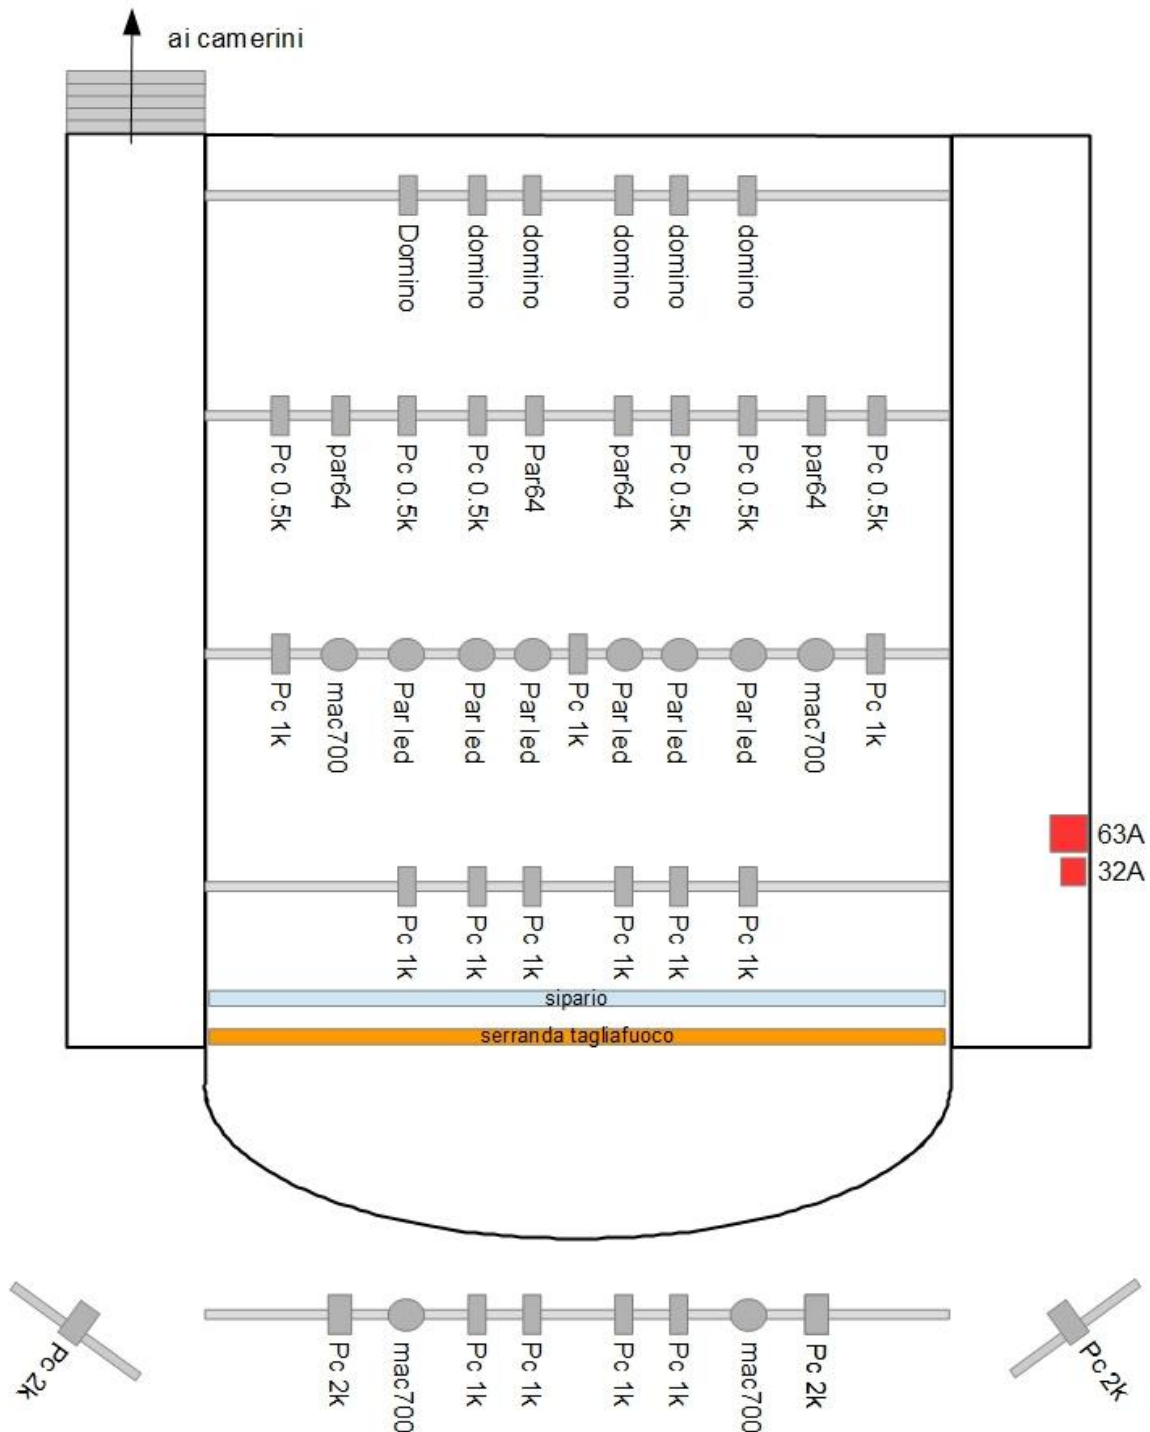 ai camerini
Domino
domino
domino
domino
domino
domino
Pc 0.5k
par64
Pc 0.5k
Pc 0.5k
Par64
par64
Pc 0.5k
Pc 0.5k
par64
Pc 0.5k
Pc 1k
mac700
Par led
Par led
Par led
Pc 1k
Par led
Par led
Par led
mac700
Pc 1k
63A
32A
Pc 1k
Pc 1k
Pc 1k
Pc 1k
Pc 1k
Pc 1k
sipario
serranda tagliafuoco
Pc 2k
Pc 2k
mac700
Pc 1k
Pc 1k
Pc 1k
Pc 1k
mac700
Pc 2k
Pc 2k